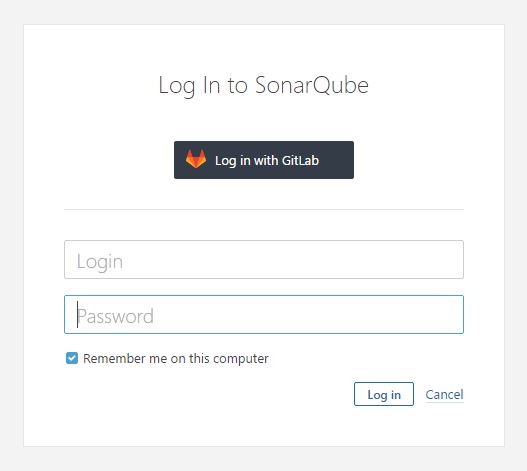 Log In to SonarQube
Log in with GitLab
Login
Password
Remember me on this computer
Log in Cancel